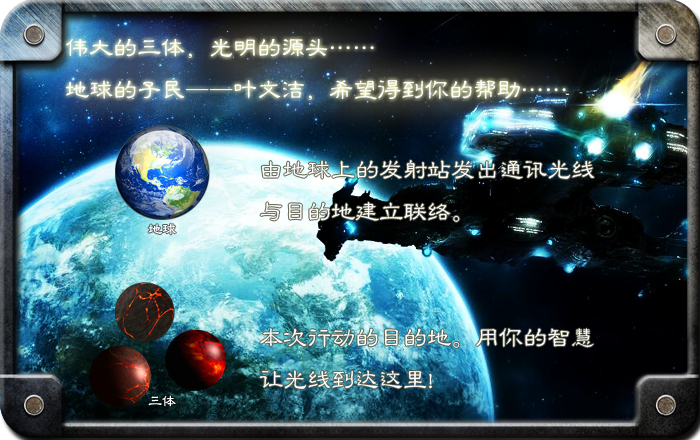 伟大的三体，光明的源头……
地球的子民——叶文洁，希望得到你的帮助……
由地球上的发射站发出通讯光线
与目的地建立联络。
地球
本次行动的目的地。用你的智慧
让光线到达这里!
三体